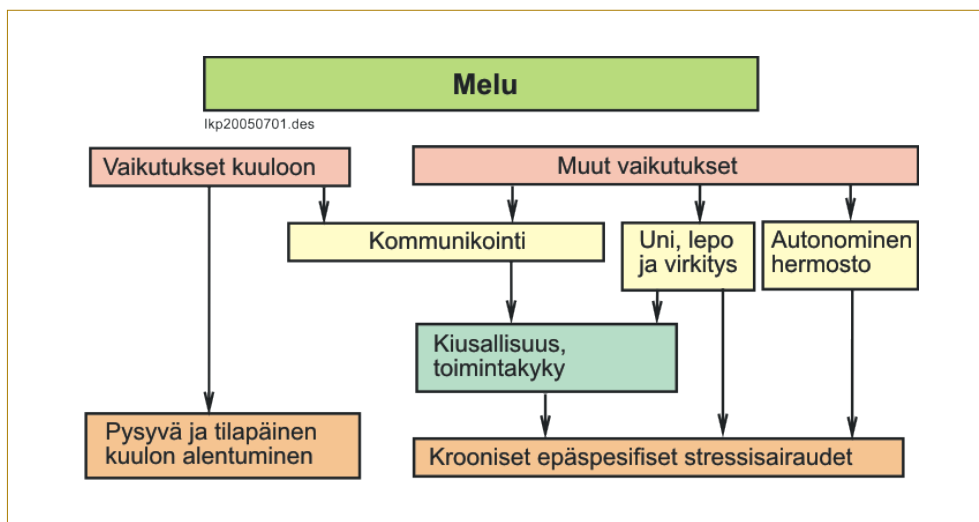 Melu
lkp20050701.des
Vaikutukset kuuloon
Muut vaikutukset
Kommunikointi
Uni, lepo
ja virkitys
Autonominen
hermosto
Kiusallisuus,
toimintakyky
Pysyvä ja tilapäinen
kuulon alentuminen
Krooniset epäspesifiset stressisairaudet